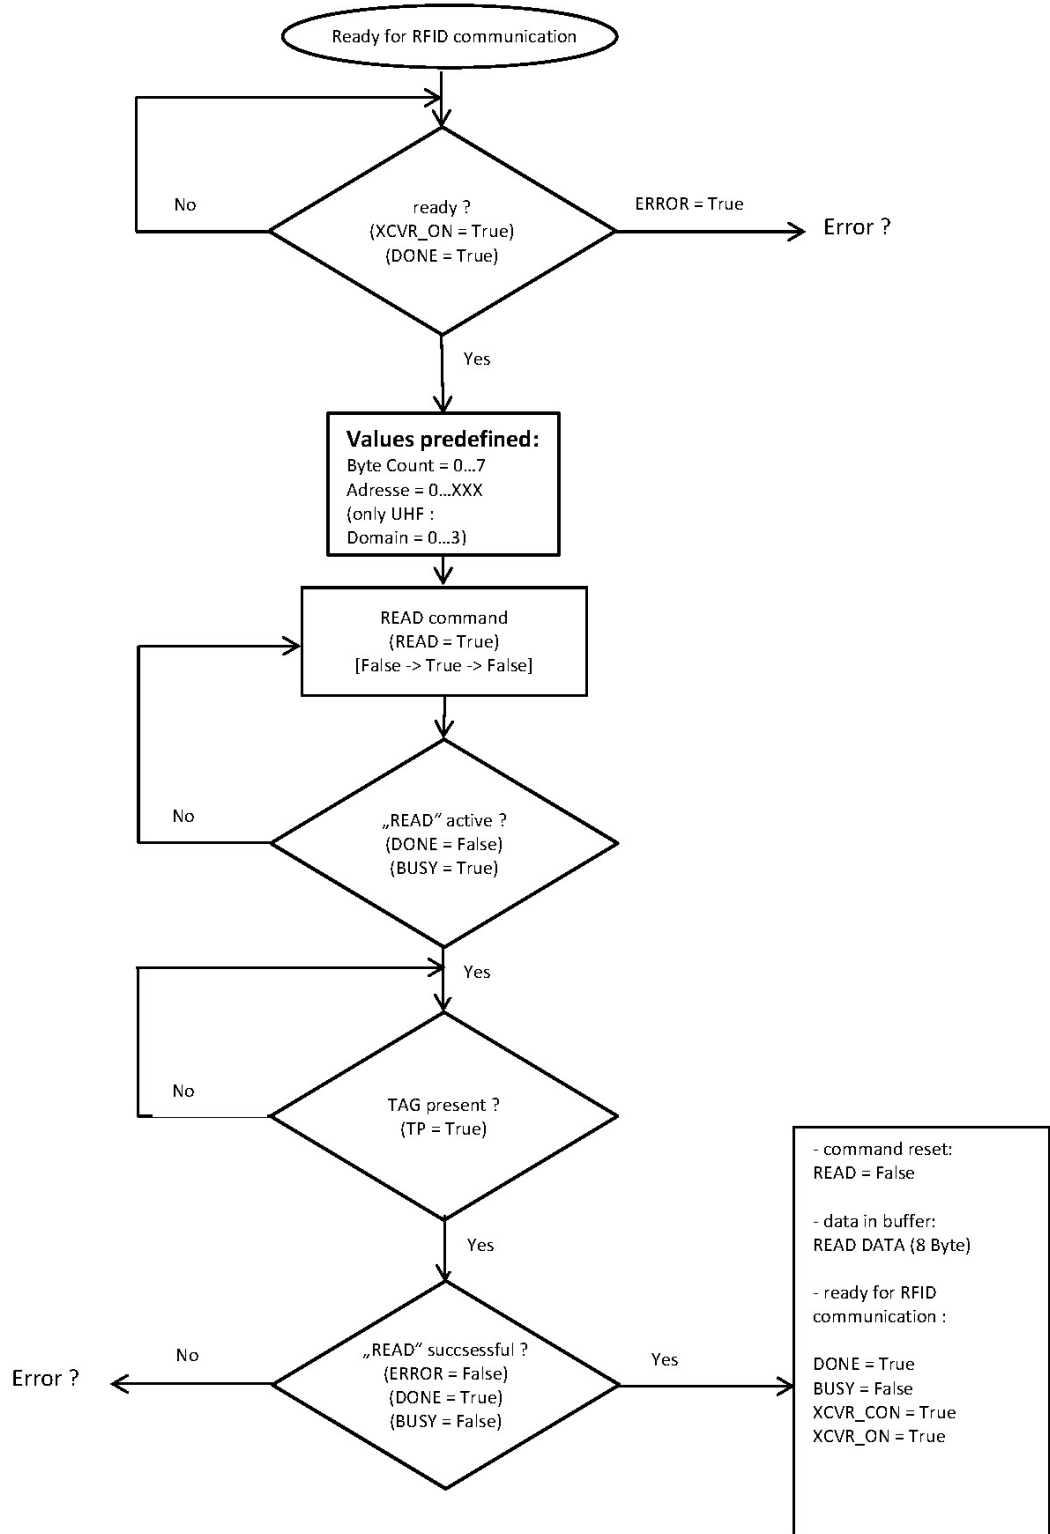 Ready for RFID communication
No
ready ?
(XCVR_ON = True)
(DONE = True)
ERROR = True
Error ?
Yes
Values predefined:
Byte Count = 0...7
Adresse = 0...XXX
(only UHF :
Domain = 0...3)
READ command
(READ = True)
[False -> True -> False]
No
„READ“ active ?
(DONE = False)
(BUSY = True)
Yes
No
TAG present ?
(TP = True)
Yes
Error ?
No
„READ“ succsessful ?
(ERROR = False)
(DONE = True)
(BUSY = False)
Yes
- command reset:
READ = False
- data in buffer:
READ DATA (8 Byte)
- ready for RFID
communication :
DONE = True
BUSY = False
XCVR_CON = True
XCVR_ON = True